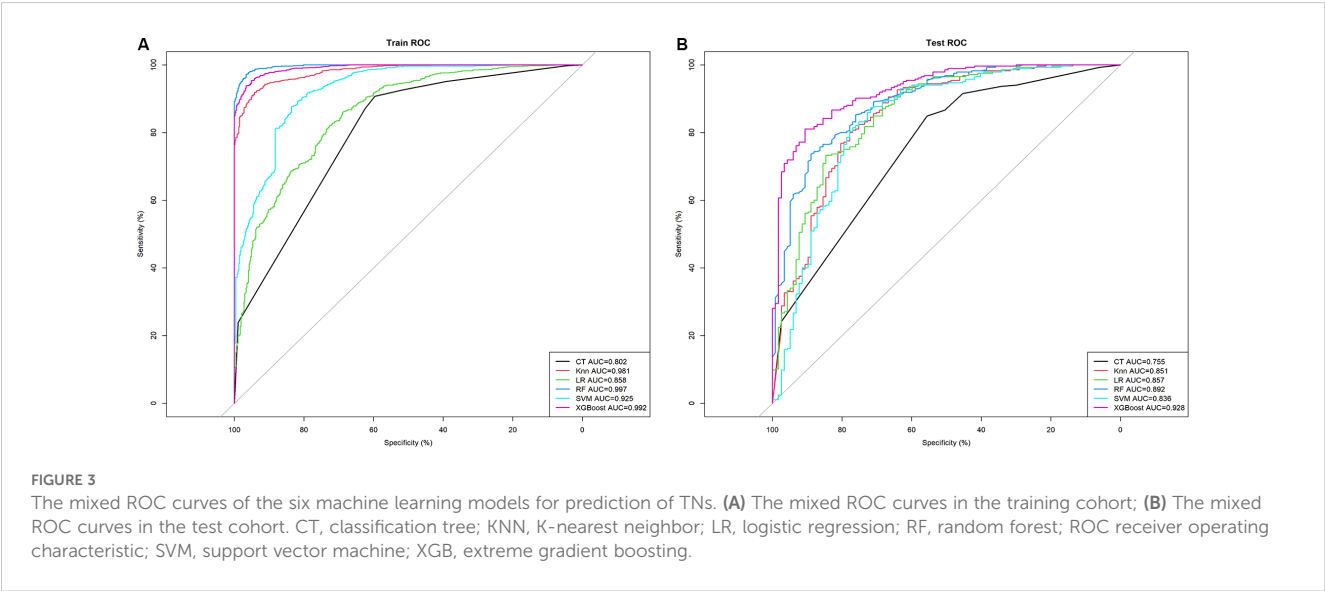 A
Train ROC
Sensitivity (%)
100
80
60
40
20
0
CT AUC=0.802
Knn AUC=0.981
LR AUC=0.858
RF AUC=0.997
SVM AUC=0.925
XGBoost AUC=0.992
100
80
60
40
20
0
Specificity (%)
B
Test ROC
Sensitivity (%)
100
80
60
40
20
0
CT AUC=0.755
Knn AUC=0.851
LR AUC=0.857
RF AUC=0.892
SVM AUC=0.836
XGBoost AUC=0.928
100
80
60
40
20
0
Specificity (%)
FIGURE 3
The mixed ROC curves of the six machine learning models for prediction of TNs. (A) The mixed ROC curves in the training cohort; (B) The mixed
ROC curves in the test cohort. CT, classification tree; KNN, K-nearest neighbor; LR, logistic regression; RF, random forest; ROC receiver operating
characteristic; SVM, support vector machine; XGB, extreme gradient boosting.